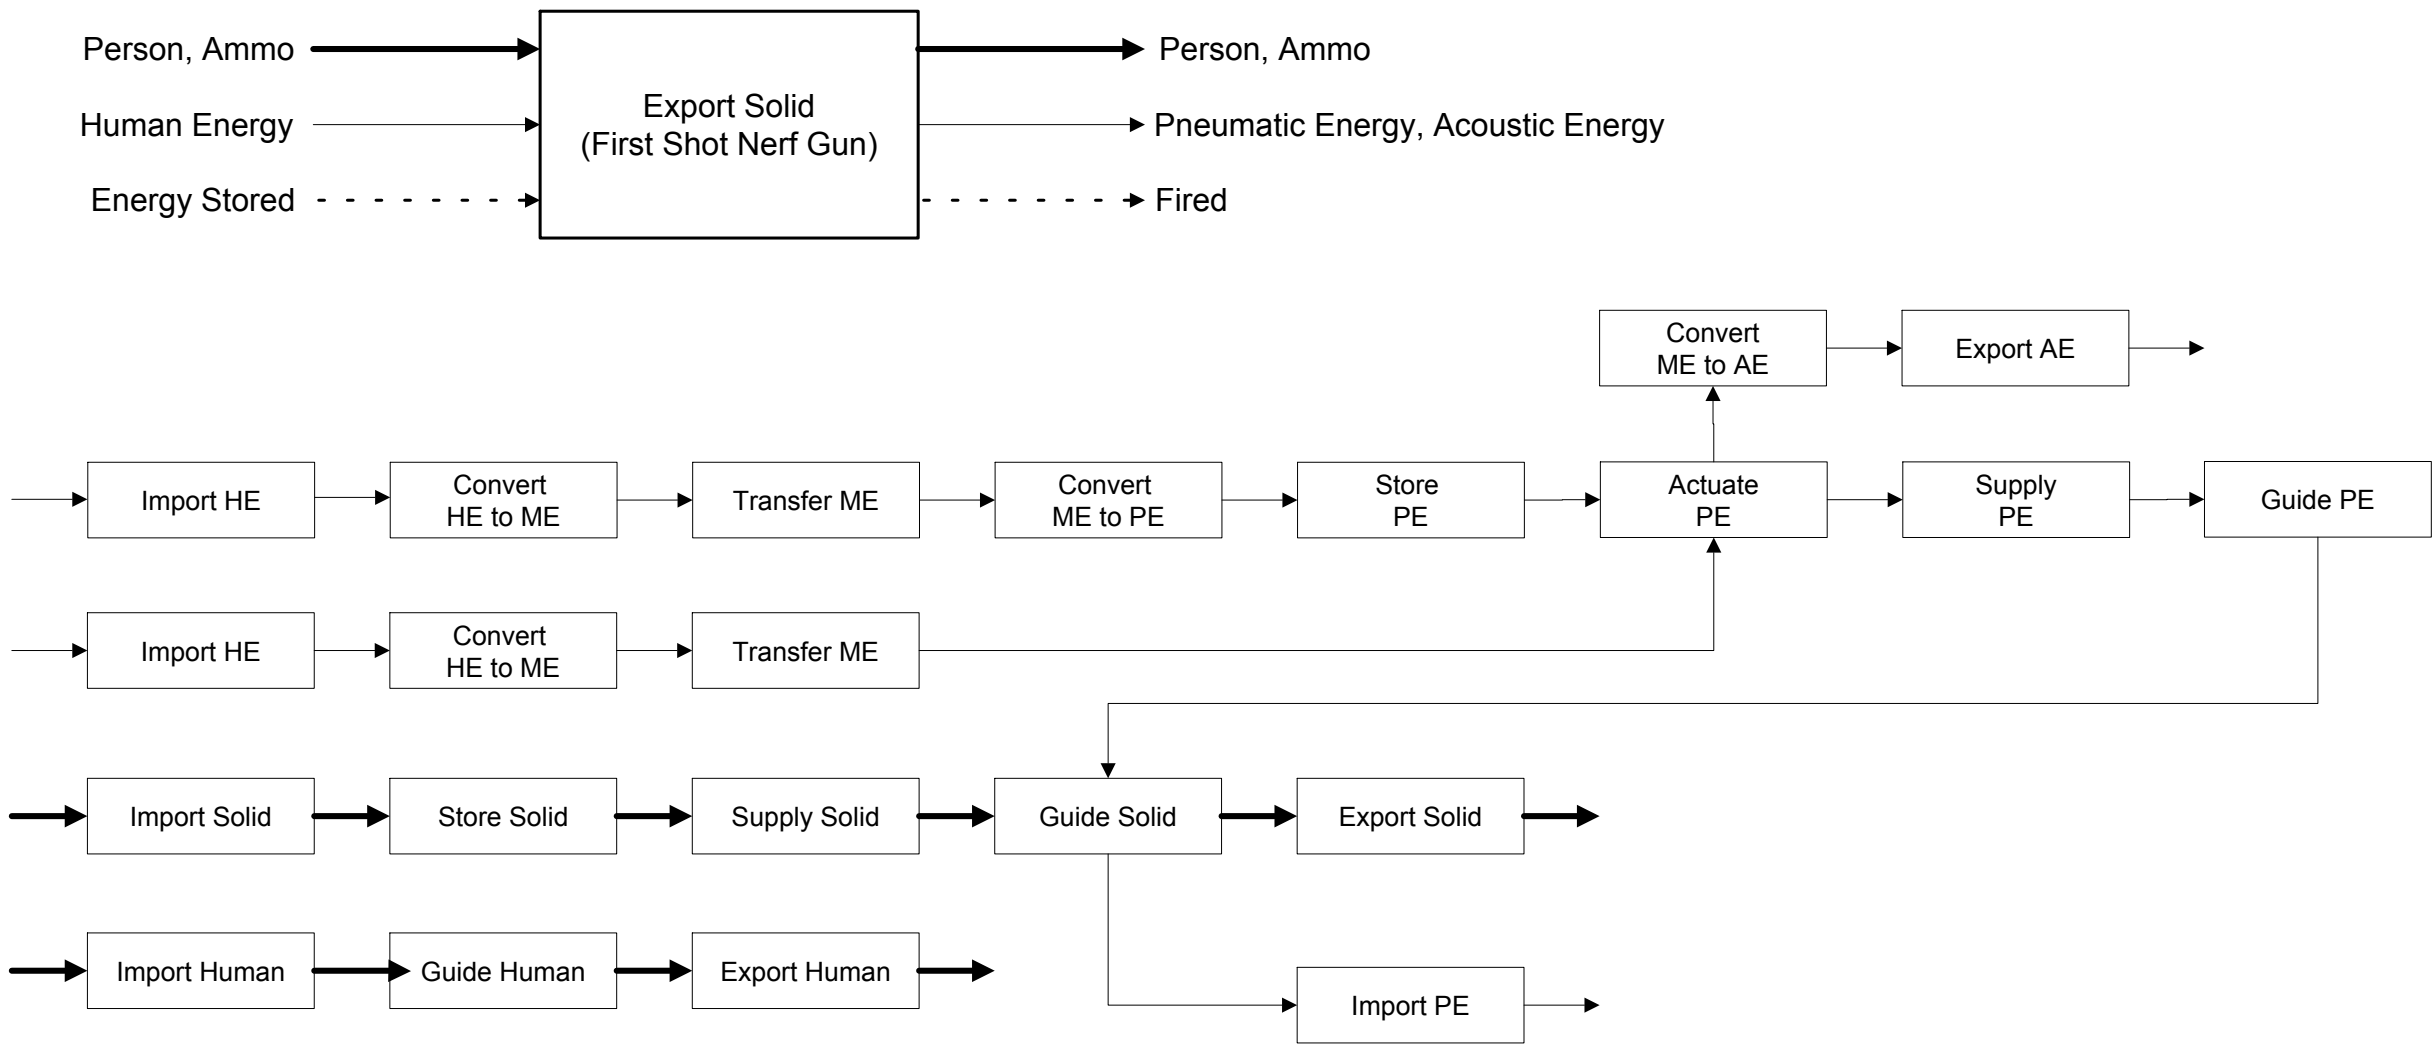 Person, Ammo
Human Energy
Energy Stored
Export Solid
(First Shot Nerf Gun)
Person, Ammo
Pneumatic Energy, Acoustic Energy
Fired
Convert
ME to AE
Export AE
Import HE
Convert
HE to ME
Transfer ME
Convert
ME to PE
Store
PE
Actuate
PE
Supply
PE
Guide PE
Import HE
Convert
HE to ME
Transfer ME
Import Solid
Store Solid
Supply Solid
Guide Solid
Export Solid
Import Human
Guide Human
Export Human
Import PE